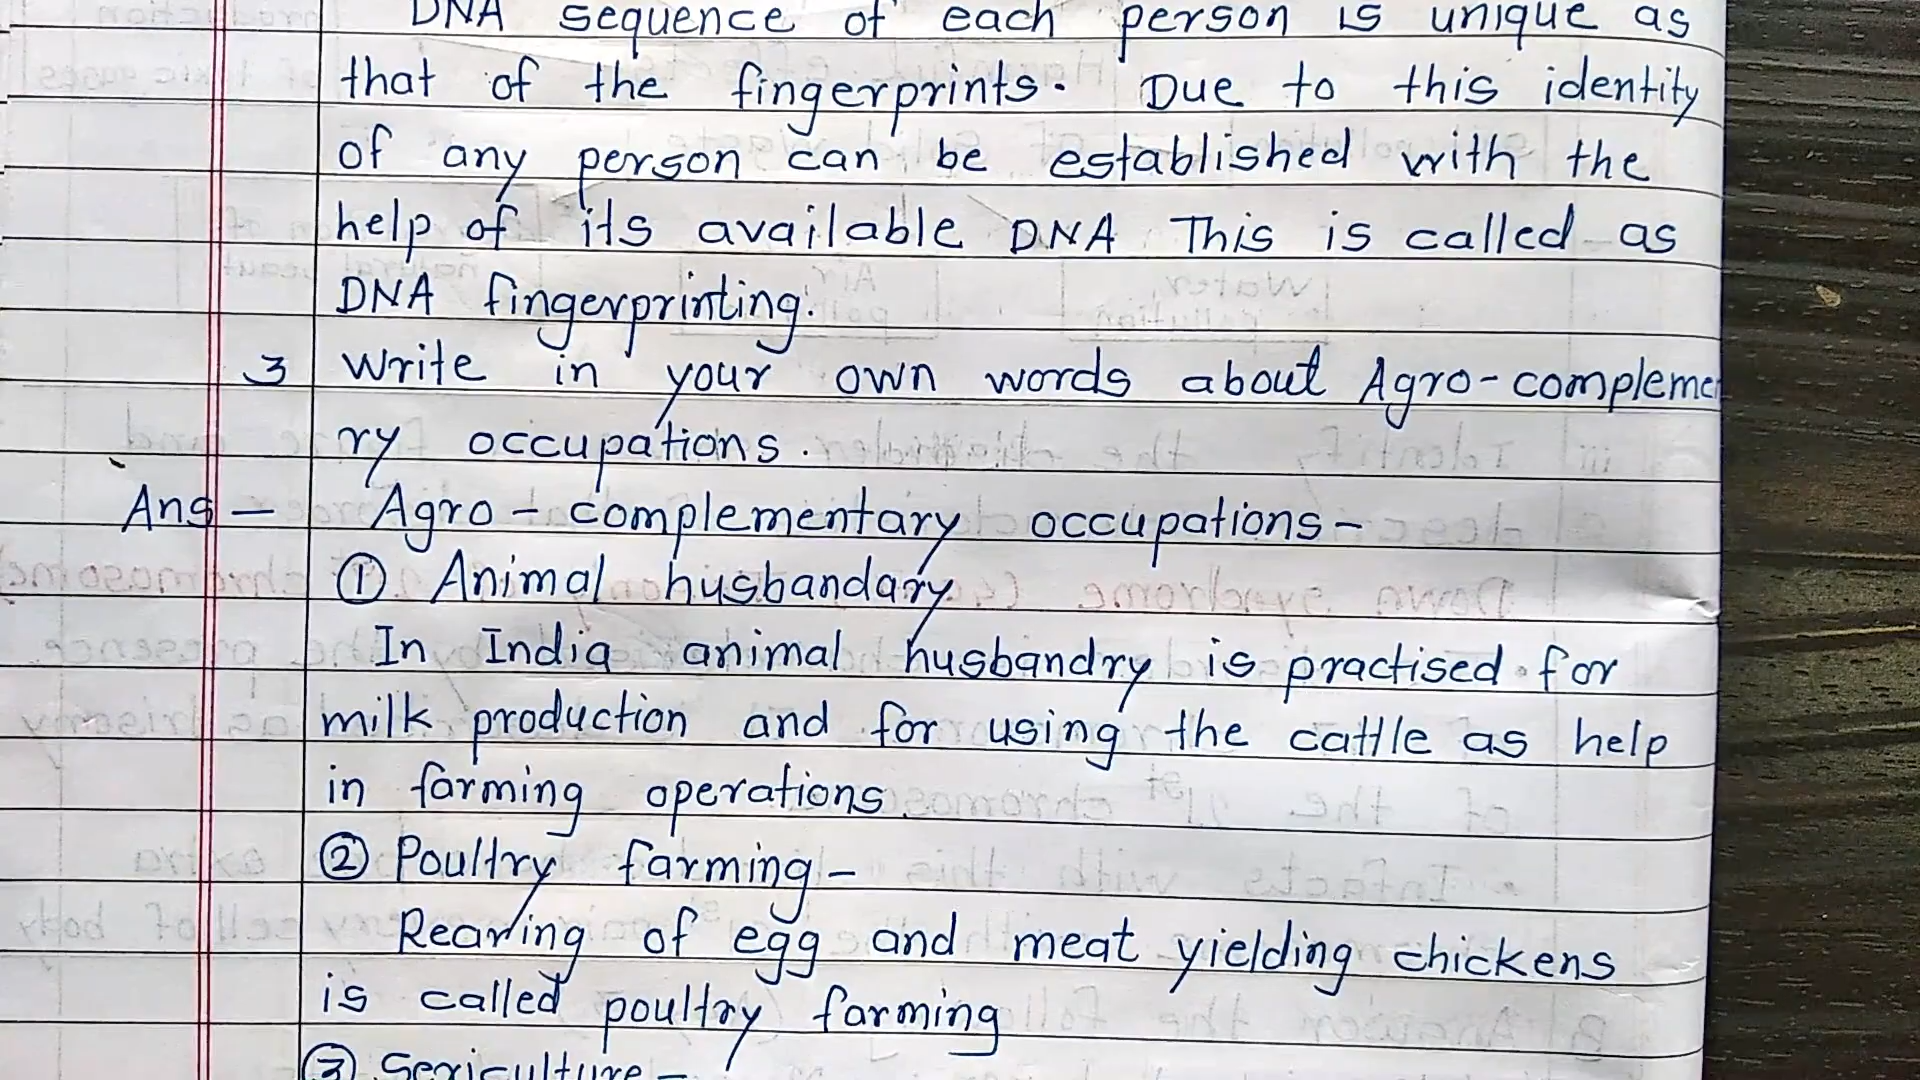 DNA sequence of each person is unique as
that of the fingerprints. Due to this identity
of any person can be established with the
help of its available DNA This is called as
DNA fingerprinting.
3 Write in your own words about Agro-compleme
ry occupations.
Ans - Agro - complementary occupations -
① Animal husbandary
In India animal husbandry is practised for
milk production and for using the cattle as help
in farming operations
② Poultry farming -
Rearing of egg and meat yielding chickens
is called poultry farming
③ Sericulture -